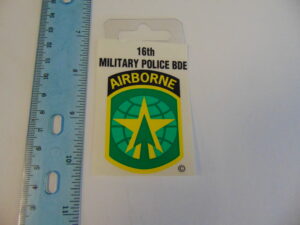 16th
MILITARY POLICE BDE
AIRBORNE
©